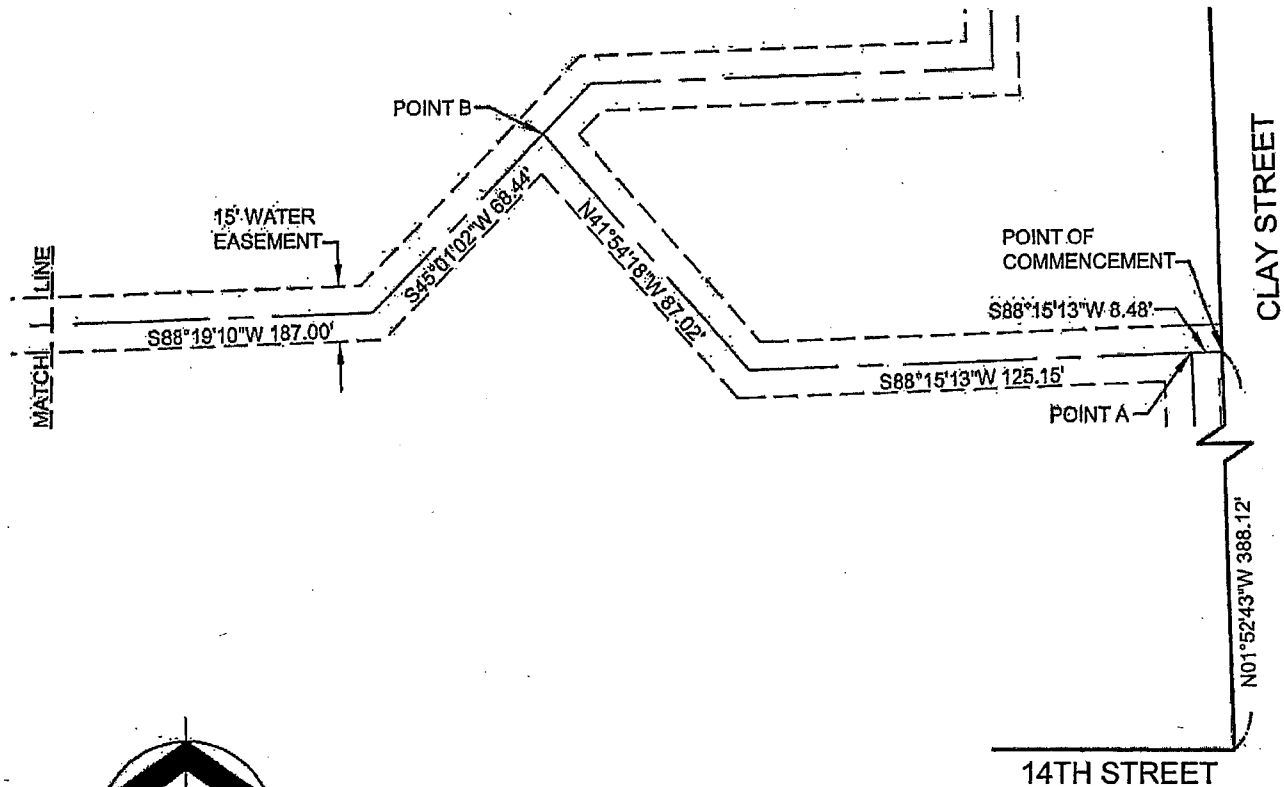 POINT B
CLAY STREET
15' WATER
EASEMENT
S45°01'02"W 68.44'
N41°54'18"W 87.02'
POINT OF
COMMENCEMENT
S88°15'13"W 8.48'
MATCH LINE
S88°19'10"W 187.00'
S88°15'13"W 125.15'
POINT A
N01°52'43"W 388.12'
14TH STREET